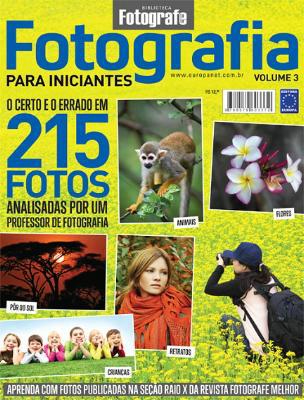 BIBLIOTECA
Fotografe
Fotografia
PARA INICIANTES
www.europanet.com.br
VOLUME 3
O CERTO E O ERRADO EM
215
FOTOS
ANALISADAS POR UM
PROFESSOR DE FOTOGRAFIA
EDITORA
EUROPA
ANIMAIS
FLORES
PÔR DO SOL
RETRATOS
CRIANÇAS
APRENDA COM FOTOS PUBLICADAS NA SEÇÃO RAIO X DA REVISTA FOTOGRAFE MELHOR